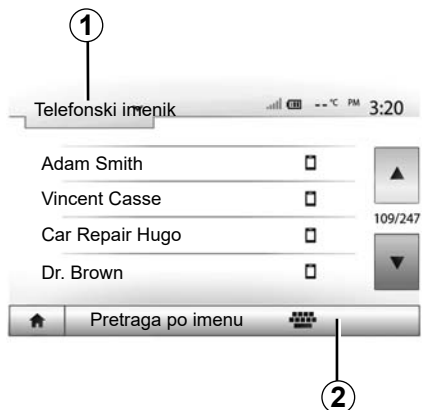 1
Telefonski imenik --°C PM 3:20
Adam Smith
Vincent Casse
109/247
Car Repair Hugo
Dr. Brown
Pretraga po imenu
2